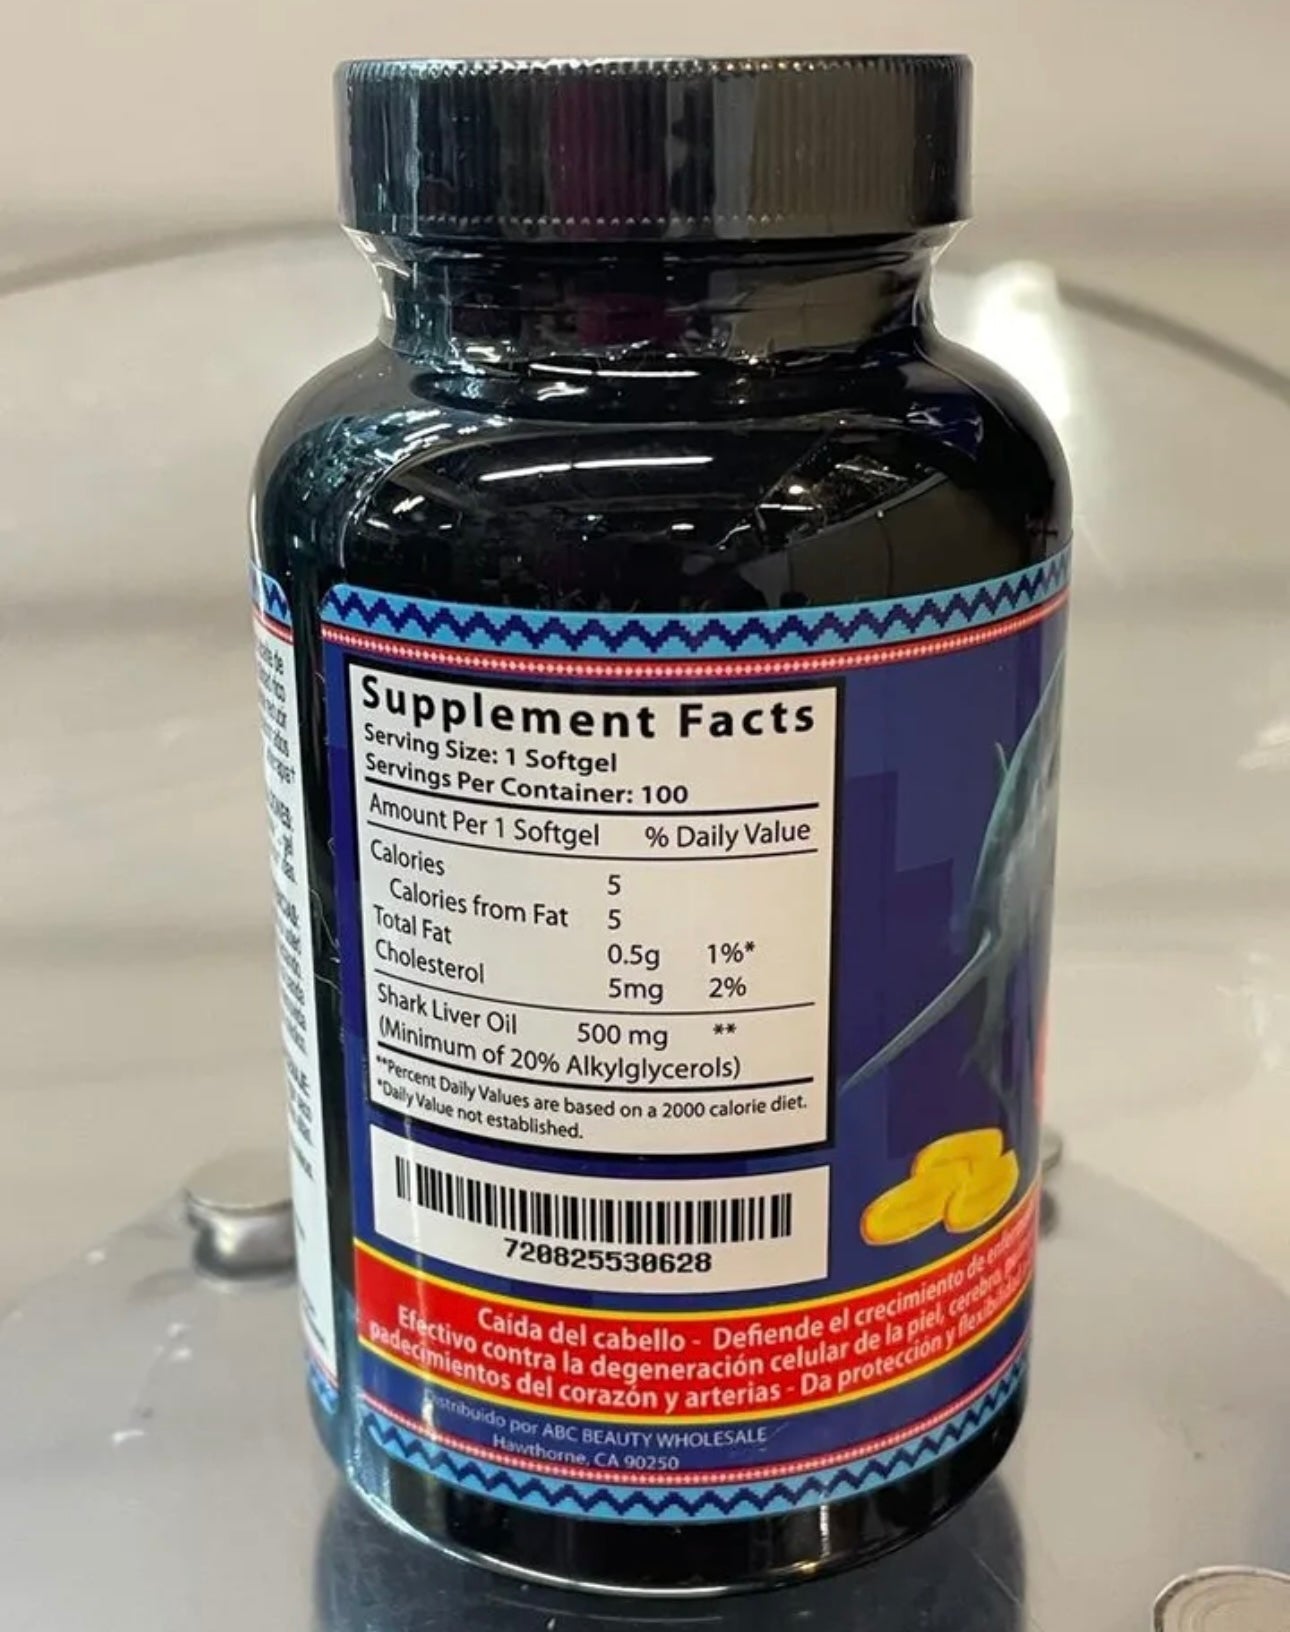 Supplement Facts
Serving Size: 1 Softgel
Servings Per Container: 100
Amount Per 1 Softgel % Daily Value
Calories 5
Calories from Fat 5
Total Fat 0.5g 1%*
Cholesterol 5mg 2%
Shark Liver Oil 500 mg **
(Minimum of 20% Alkylglycerols)
**Percent Daily Values are based on a 2000 calorie diet.
*Daily Value not established.
720825530628
Caída del cabello - Defiende el crecimiento de
Efectivo contra la degeneración celular de la piel, cerebro,
padecimientos del corazón y arterias - Da protección y flexibilidad
Distribuido por ABC BEAUTY WHOLESALE
Hawthorne, CA 90250